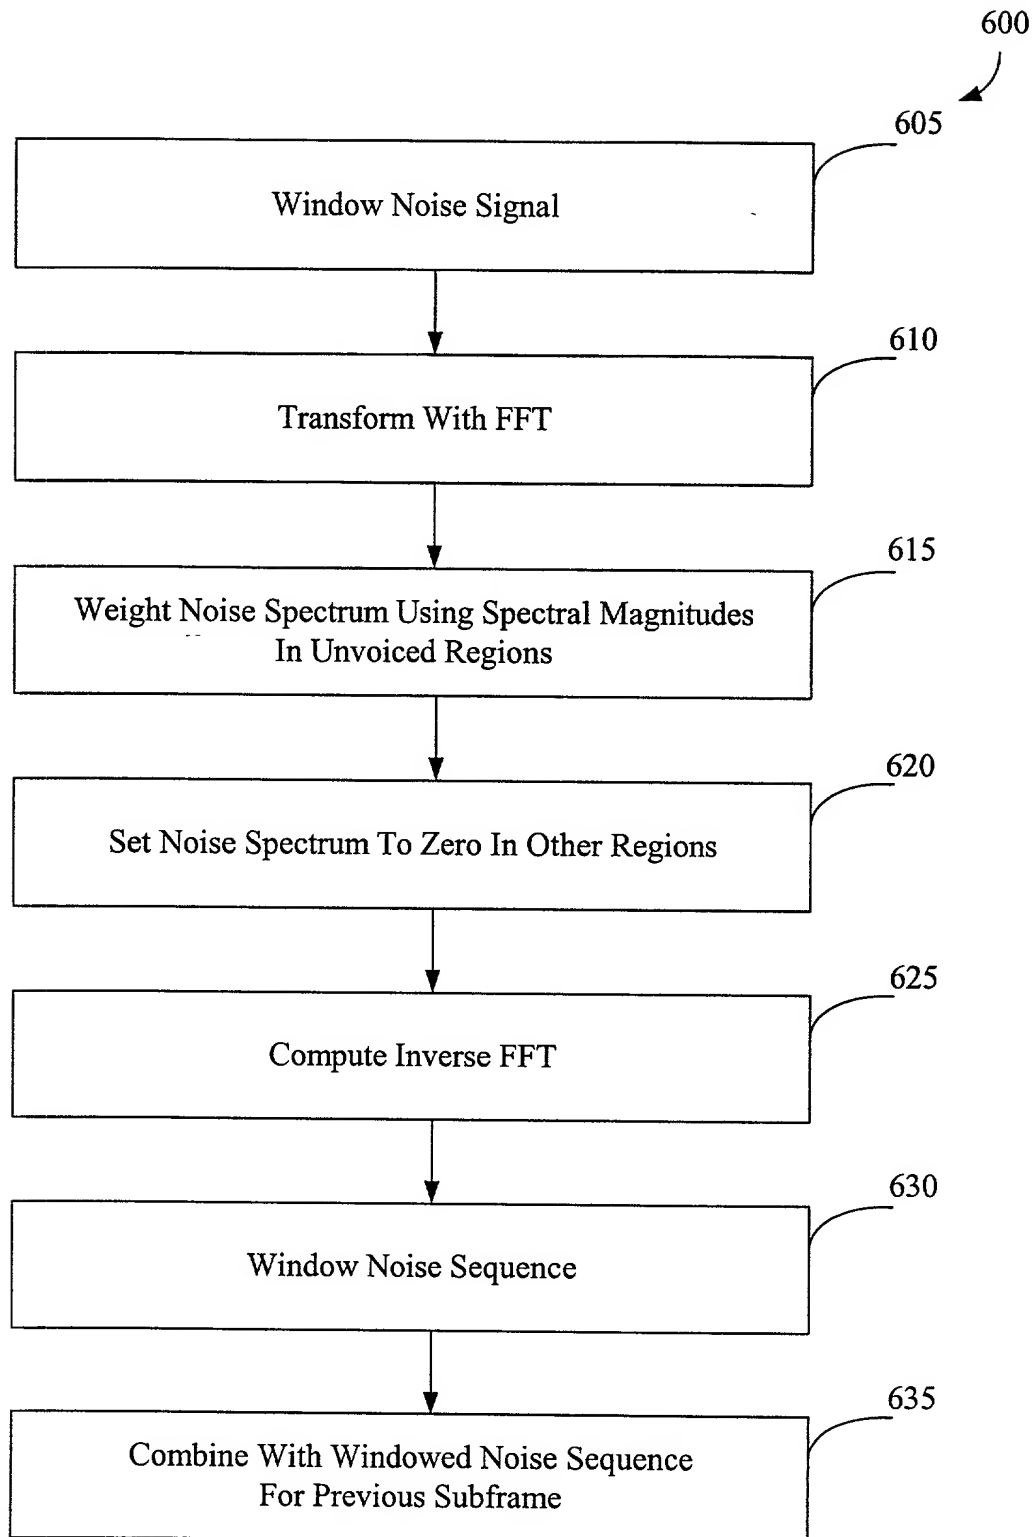 600
605
Window Noise Signal
610
Transform With FFT
615
Weight Noise Spectrum Using Spectral Magnitudes
In Unvoiced Regions
620
Set Noise Spectrum To Zero In Other Regions
625
Compute Inverse FFT
630
Window Noise Sequence
635
Combine With Windowed Noise Sequence
For Previous Subframe